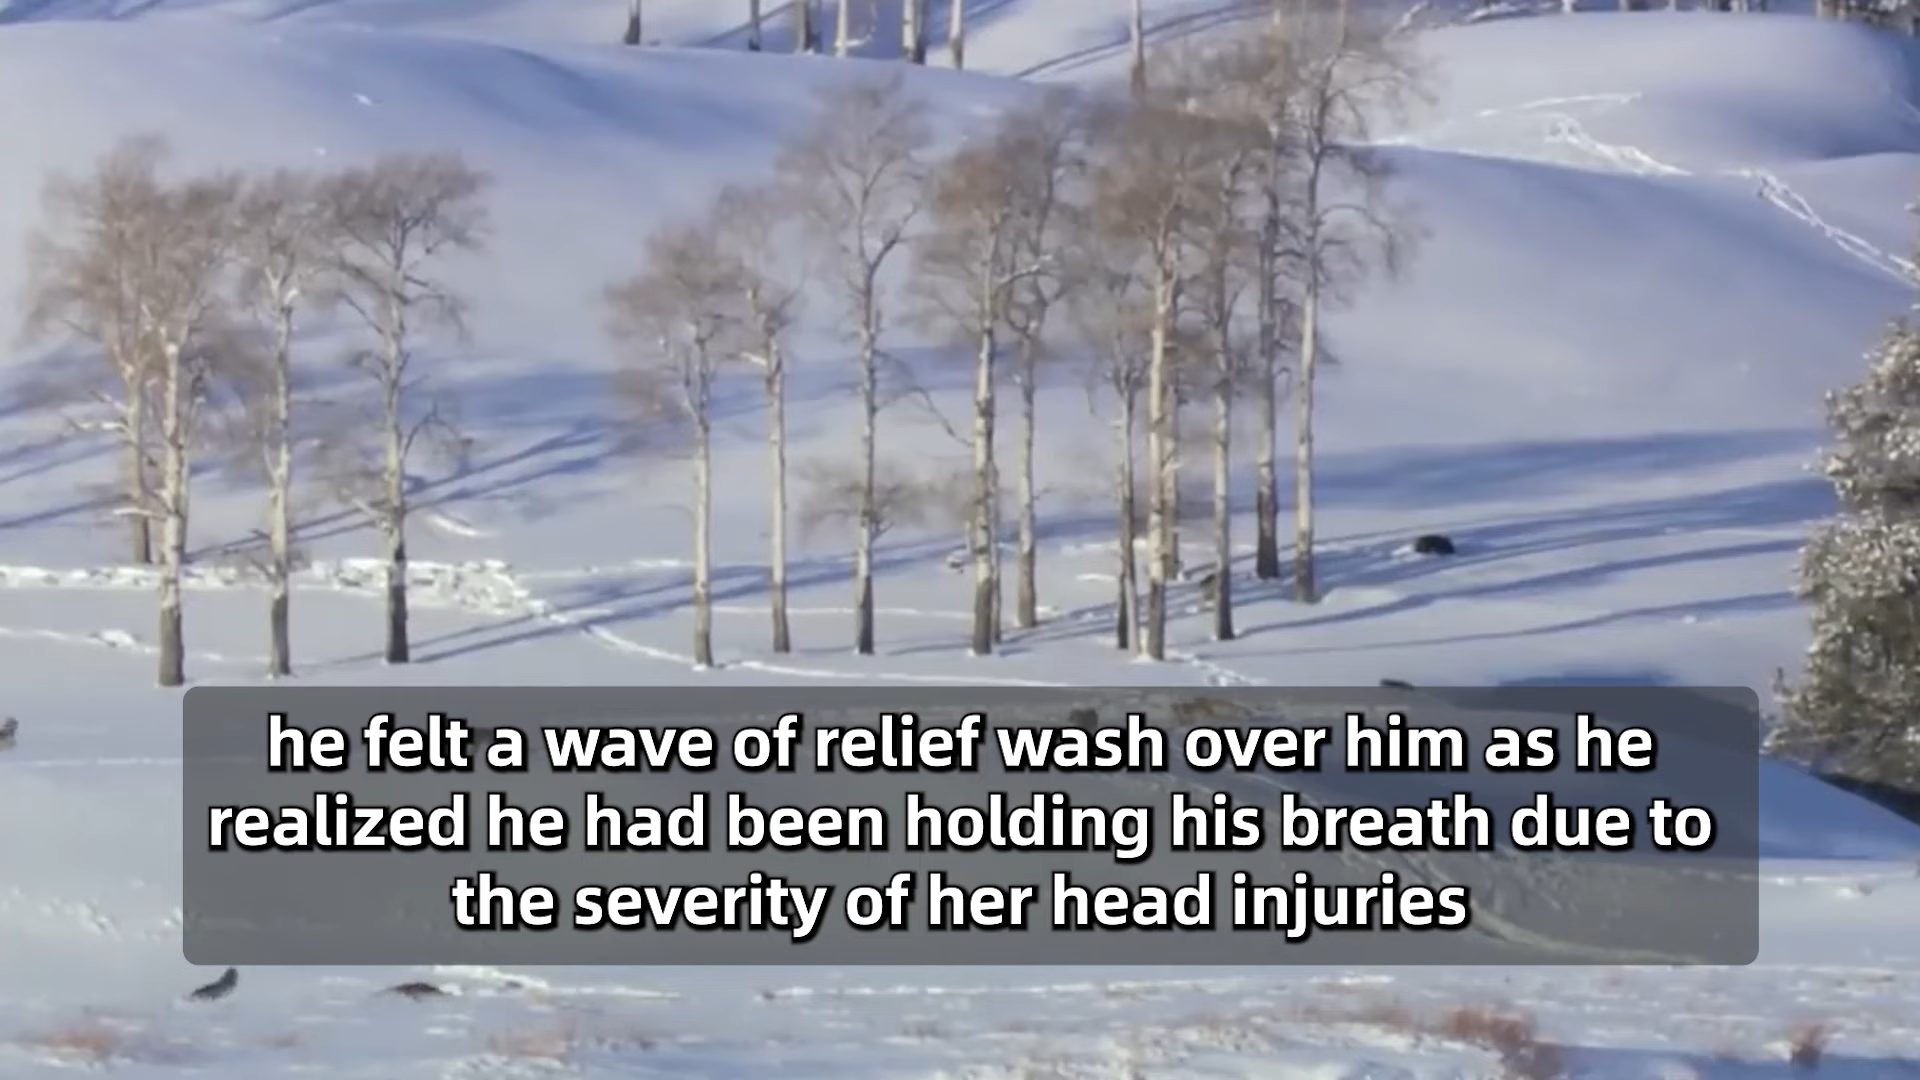 he felt a wave of relief wash over him as he
realized he had been holding his breath due to
the severity of her head injuries